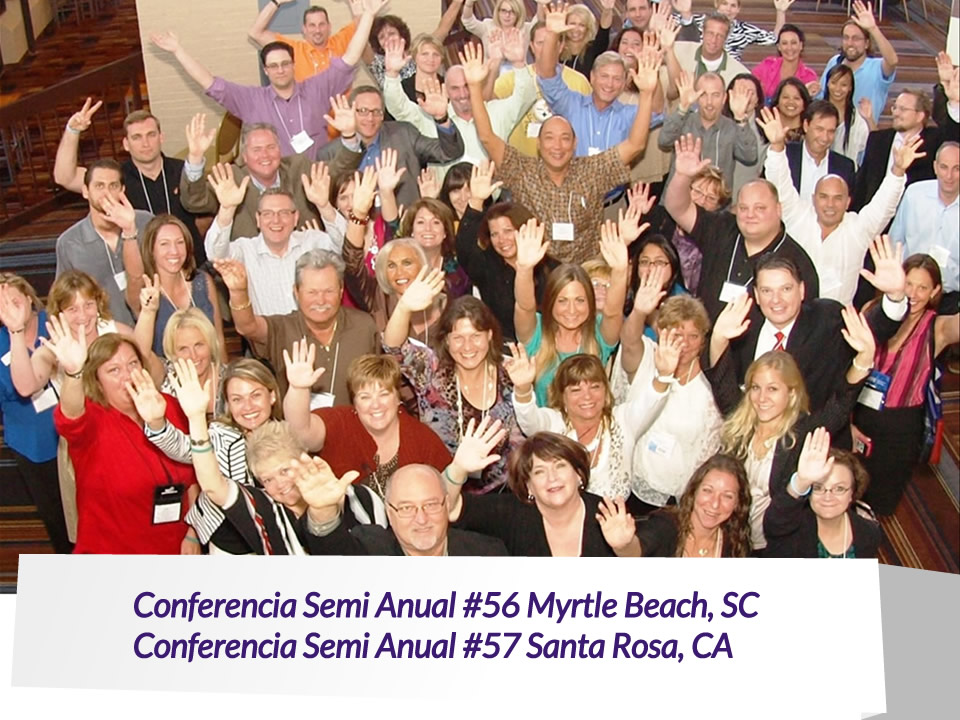 Conferencia Semi Anual #56 Myrtle Beach, SC
Conferencia Semi Anual #57 Santa Rosa, CA